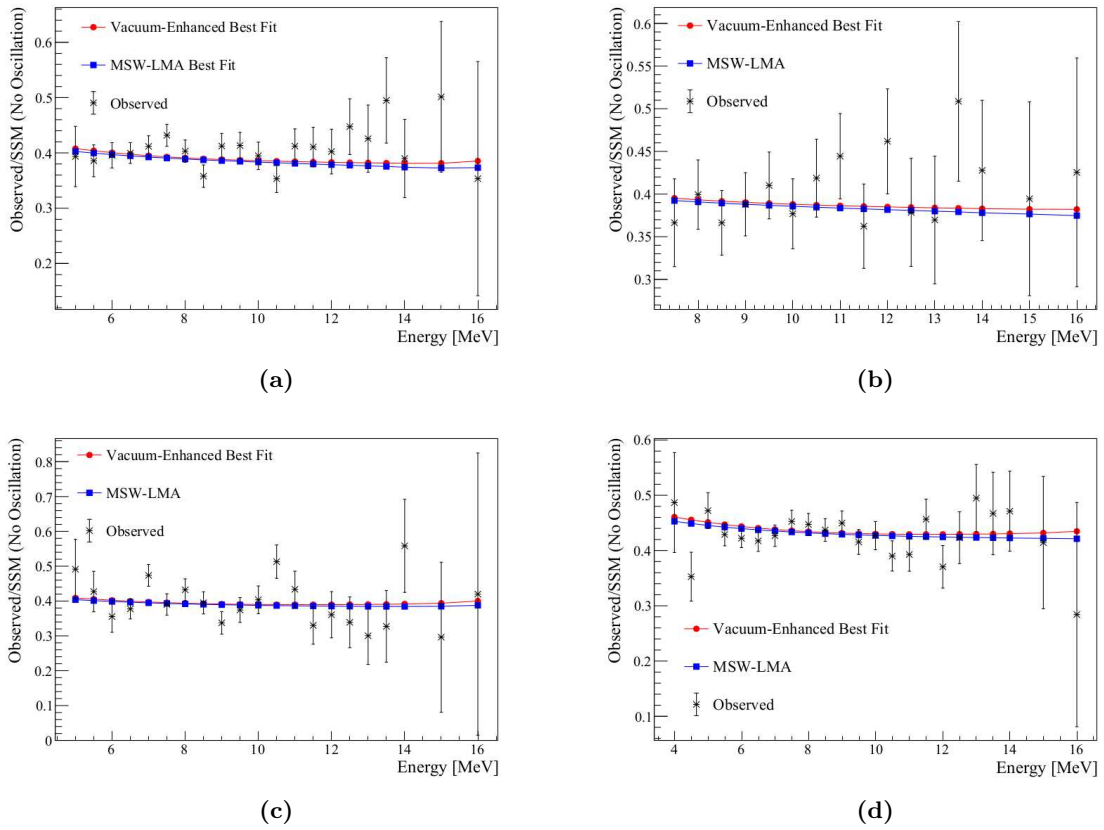 Observed/SSM (No Oscillation)
0.6
0.5
0.4
0.3
0.2
Vacuum-Enhanced Best Fit
MSW-LMA Best Fit
Observed
6 8 10 12 14 16
Energy [MeV]
(a)
Observed/SSM (No Oscillation)
0.6
0.55
0.5
0.45
0.4
0.35
0.3
Vacuum-Enhanced Best Fit
MSW-LMA
Observed
8 9 10 11 12 13 14 15 16
Energy [MeV]
(b)
Observed/SSM (No Oscillation)
0.8
0.7
0.6
0.5
0.4
0.3
0.2
0.1
0
Vacuum-Enhanced Best Fit
MSW-LMA
Observed
6 8 10 12 14 16
Energy [MeV]
(c)
Observed/SSM (No Oscillation)
0.6
0.5
0.4
0.3
0.2
0.1
Vacuum-Enhanced Best Fit
MSW-LMA
Observed
4 6 8 10 12 14 16
Energy [MeV]
(d)